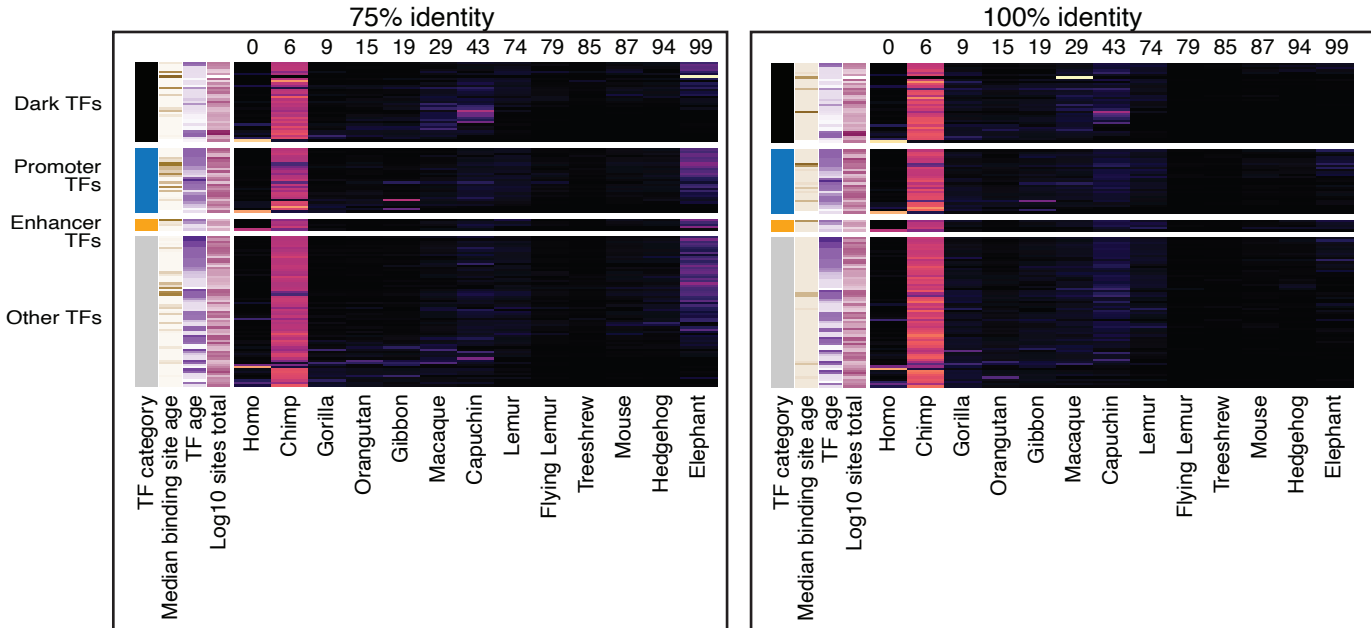 75% identity
100% identity
0 6 9 15 19 29 43 74 79 85 87 94 99
0 6 9 15 19 29 43 74 79 85 87 94 99
Dark TFs
Promoter
TFs
Enhancer
TFs
Other TFs
TF category
Median binding site age
TF age
Log10 sites total
Homo
Chimp
Gorilla
Orangutan
Gibbon
Macaque
Capuchin
Lemur
Flying Lemur
Treeshrew
Mouse
Hedgehog
Elephant
TF category
Median binding site age
TF age
Log10 sites total
Homo
Chimp
Gorilla
Orangutan
Gibbon
Macaque
Capuchin
Lemur
Flying Lemur
Treeshrew
Mouse
Hedgehog
Elephant